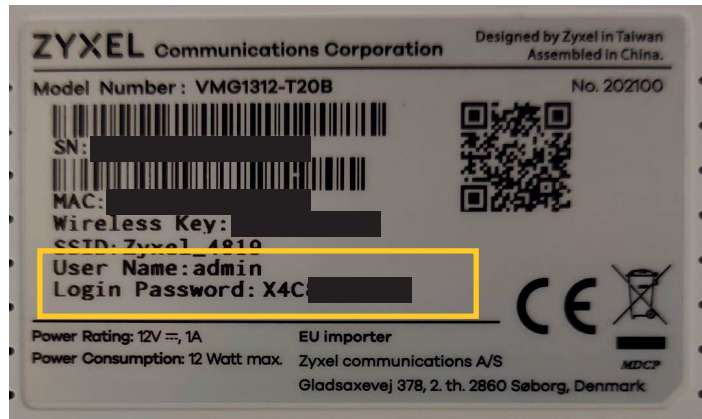 ZYXEL Communications Corporation
Designed by Zyxel in Taiwan
Assembled in China.
Model Number: VMG1312-T20B
No. 202100
SN:
MAC:
Wireless Key:
SSID:Zyxel_4819
User Name:admin
Login Password: X4C
Power Rating: 12V ⎓, 1A
Power Consumption: 12 Watt max.
EU importer
Zyxel communications A/S
Gladsaxevej 378, 2. th. 2860 Søborg, Denmark
CE
MDCP